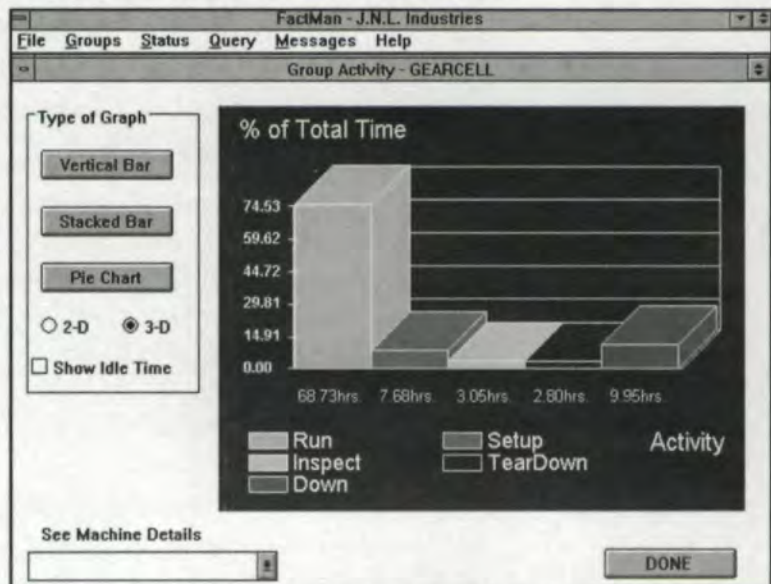 FactMan - J.N.L. Industries
File Groups Status Query Messages Help
Group Activity - GEARCELL
Type of Graph
Vertical Bar
Stacked Bar
Pie Chart
2-D 3-D
Show Idle Time
% of Total Time
74.53
59.62
44.72
29.81
14.91
0.00
68.73hrs. 7.68hrs. 3.05hrs. 2.80hrs. 9.95hrs.
Run Setup Activity
Inspect TearDown
Down
See Machine Details
DONE